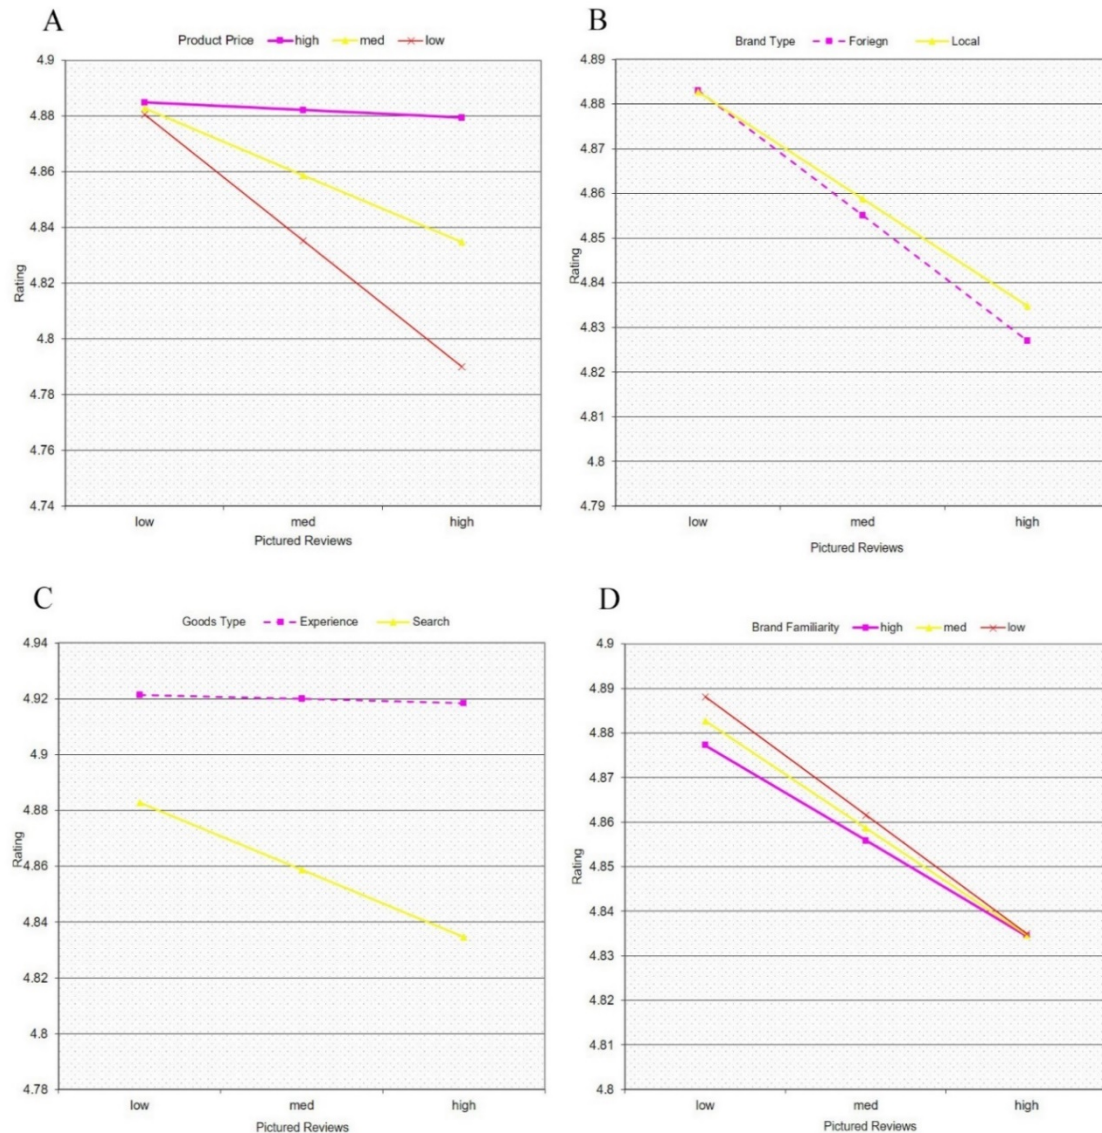 A
Product Price high med low
4.9
4.88
4.86
4.84
4.82
4.8
4.78
4.76
4.74
Rating
low med high
Pictured Reviews
B
Brand Type Foriegn Local
4.89
4.88
4.87
4.86
4.85
4.84
4.83
4.82
4.81
4.8
4.79
Rating
low med high
Pictured Reviews
C
Goods Type Experience Search
4.94
4.92
4.9
4.88
4.86
4.84
4.82
4.8
4.78
Rating
low med high
Pictured Reviews
D
Brand Familiarity high med low
4.9
4.89
4.88
4.87
4.86
4.85
4.84
4.83
4.82
4.81
4.8
Rating
low med high
Pictured Reviews